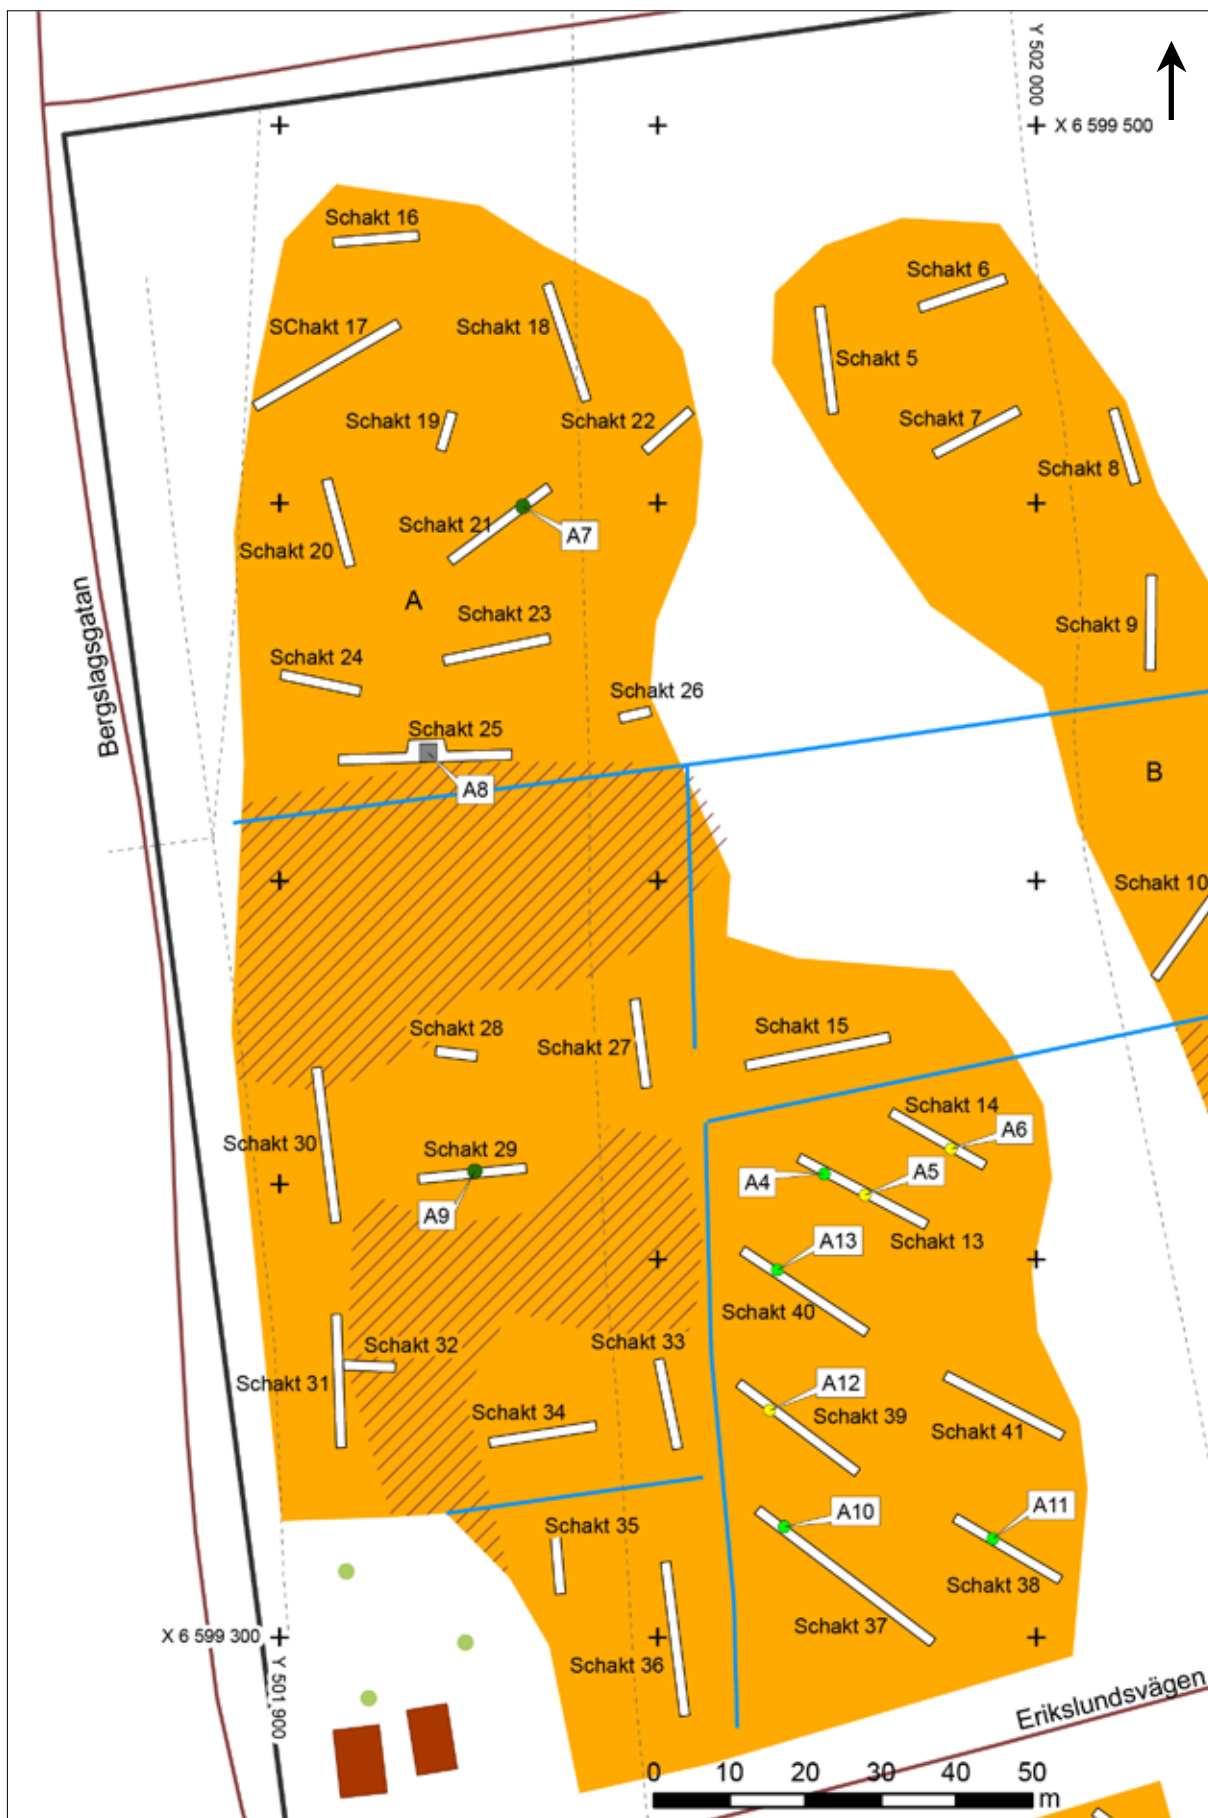 Y 502 000
X 6 599 500
Schakt 16
Schakt 6
SChakt 17
Schakt 18
Schakt 5
Schakt 19
Schakt 22
Schakt 7
Schakt 8
Schakt 21
A7
Schakt 20
A
Schakt 23
Schakt 9
Bergslagsgatan
Schakt 24
Schakt 26
Schakt 25
B
A8
Schakt 10
Schakt 28
Schakt 27
Schakt 15
Schakt 14
A6
Schakt 30
Schakt 29
A4
A5
A9
Schakt 13
A13
Schakt 40
Schakt 33
Schakt 32
Schakt 31
A12
Schakt 39
Schakt 34
Schakt 41
A10
A11
Schakt 35
Schakt 38
Schakt 37
X 6 599 300
Y 501 900
Schakt 36
Erikslundsvägen
0 10 20 30 40 50
m